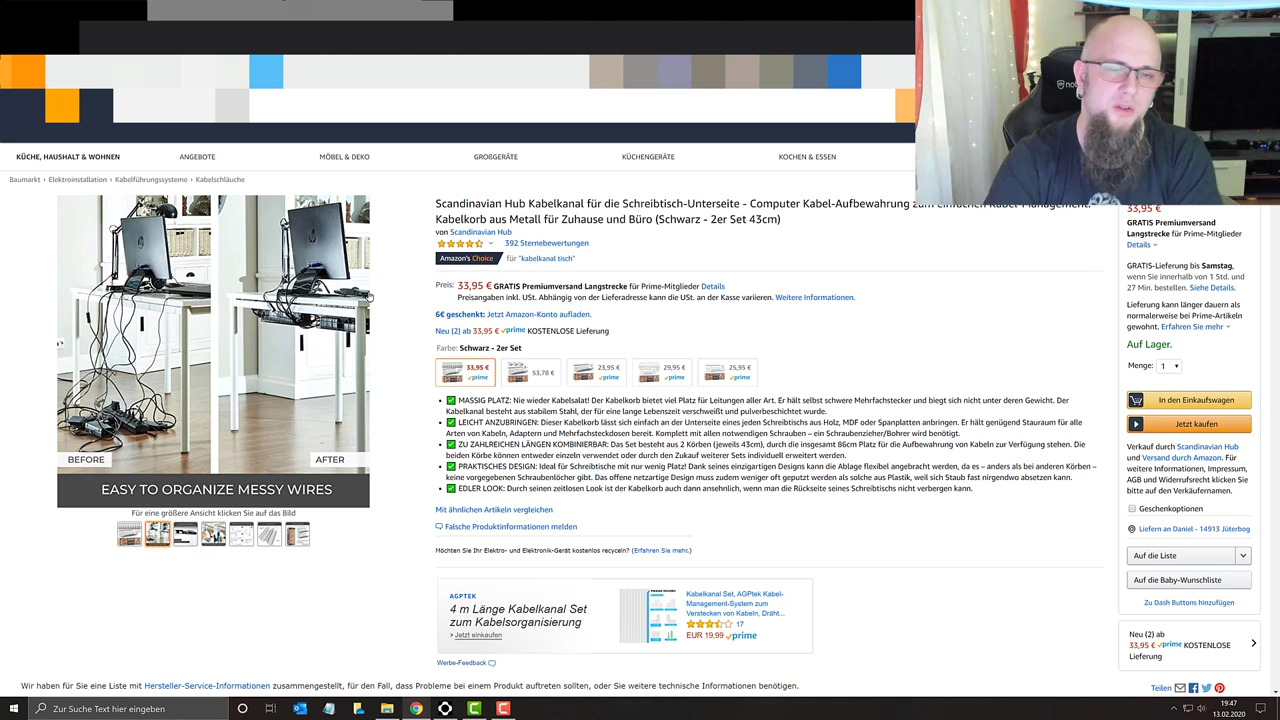 KÜCHE, HAUSHALT & WOHNEN
ANGEBOTE
MÖBEL & DEKO
GROßGERÄTE
KÜCHENGERÄTE
KOCHEN & ESSEN
Baumarkt › Elektroinstallation › Kabelführungssysteme › Kabelschläuche
BEFORE
AFTER
EASY TO ORGANIZE MESSY WIRES
Für eine größere Ansicht klicken Sie auf das Bild
Scandinavian Hub Kabelkanal für die Schreibtisch-Unterseite - Computer Kabel-Aufbewahrung zum einfachen Kabel-Management.
Kabelkorb aus Metall für Zuhause und Büro (Schwarz - 2er Set 43cm)
von Scandinavian Hub
392 Sternebewertungen
Amazon's Choice für "kabelkanal tisch"
Preis: 33,95 € GRATIS Premiumversand Langstrecke für Prime-Mitglieder Details
Preisangaben inkl. USt. Abhängig von der Lieferadresse kann die USt. an der Kasse variieren. Weitere Informationen.
6€ geschenkt: Jetzt Amazon-Konto aufladen.
Neu (2) ab 33,95 € prime KOSTENLOSE Lieferung
Farbe: Schwarz - 2er Set
33,95 €
prime
53,78 €
23,95 €
prime
29,95 €
prime
25,95 €
prime
• MASSIG PLATZ: Nie wieder Kabelsalat! Der Kabelkorb bietet viel Platz für Leitungen aller Art. Er hält selbst schwere Mehrfachstecker und biegt sich nicht unter deren Gewicht. Der
Kabelkanal besteht aus stabilem Stahl, der für eine lange Lebenszeit verschweißt und pulverbeschichtet wurde.
• LEICHT ANZUBRINGEN: Dieser Kabelkorb lässt sich einfach an der Unterseite eines jeden Schreibtischs aus Holz, MDF oder Spanplatten anbringen. Er hält genügend Stauraum für alle
Arten von Kabeln, Adaptern und Mehrfachsteckdosen bereit. Komplett mit allen notwendigen Schrauben – ein Schraubenzieher/Bohrer wird benötigt.
• ZU ZAHLREICHEN LÄNGEN KOMBINIERBAR: Das Set besteht aus 2 Körben (jeweils 43cm), durch die insgesamt 86cm Platz für die Aufbewahrung von Kabeln zur Verfügung stehen. Die
beiden Körbe können entweder einzeln verwendet oder durch den Zukauf weiterer Sets individuell erweitert werden.
• PRAKTISCHES DESIGN: Ideal für Schreibtische mit nur wenig Platz! Dank seines einzigartigen Designs kann die Ablage flexibel angebracht werden, da es – anders als bei anderen Körben –
keine vorgegebenen Schraubenlöcher gibt. Das offene netzartige Design muss zudem weniger oft geputzt werden als solche aus Plastik, weil sich Staub fast nirgendwo absetzen kann.
• EDLER LOOK: Durch seinen zeitlosen Look ist der Kabelkorb auch dann ansehnlich, wenn man die Rückseite seines Schreibtischs nicht verbergen kann.
Mit ähnlichen Artikeln vergleichen
Falsche Produktinformationen melden
Möchten Sie Ihr Elektro- und Elektronik-Gerät kostenlos recyceln? (Erfahren Sie mehr.)
AGPTEK
4 m Länge Kabelkanal Set
zum Kabelsorganisierung
› Jetzt einkaufen
Kabelkanal Set, AGPtek Kabel-
Management-System zum
Verstecken von Kabeln, Dräht...
17
EUR 19,99 prime
Werbe-Feedback
Wir haben für Sie eine Liste mit Hersteller-Service-Informationen zusammengestellt, für den Fall, dass Probleme bei einem Produkt auftreten sollten, oder Sie weitere technische Informationen benötigen.
33,95 €
GRATIS Premiumversand
Langstrecke für Prime-Mitglieder
Details
GRATIS-Lieferung bis Samstag,
wenn Sie innerhalb von 1 Std. und
27 Min. bestellen. Siehe Details.
Lieferung kann länger dauern als
normalerweise bei Prime-Artikeln
gewohnt. Erfahren Sie mehr
Auf Lager.
Menge: 1
In den Einkaufswagen
Jetzt kaufen
Verkauf durch Scandinavian Hub
und Versand durch Amazon. Für
weitere Informationen, Impressum,
AGB und Widerrufsrecht klicken Sie
bitte auf den Verkäufernamen.
Geschenkoptionen
Liefern an Daniel - 14913 Jüterbog
Auf die Liste
Auf die Baby-Wunschliste
Zu Dash Buttons hinzufügen
Neu (2) ab
33,95 € prime KOSTENLOSE
Lieferung
Teilen
Zur Suche Text hier eingeben
19:47
13.02.2020